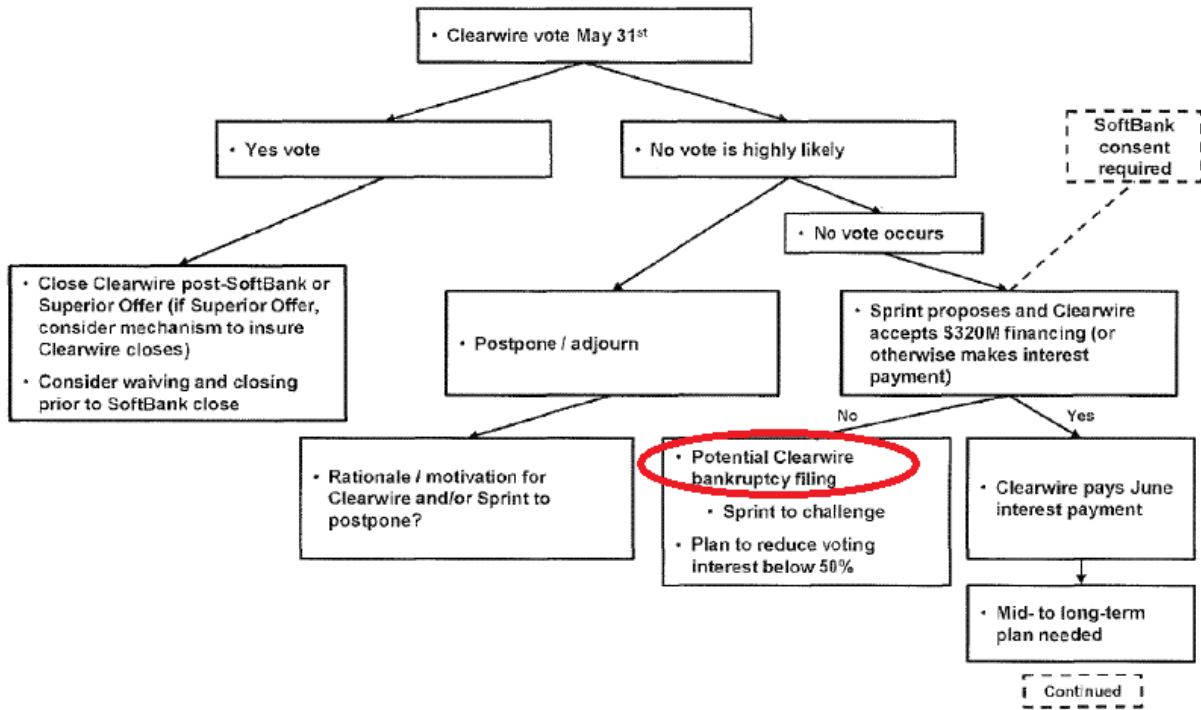 • Clearwire vote May 31st
• Yes vote
• No vote is highly likely
SoftBank
consent
required
• No vote occurs
• Close Clearwire post-SoftBank or
Superior Offer (if Superior Offer,
consider mechanism to insure
Clearwire closes)
• Consider waiving and closing
prior to SoftBank close
• Postpone / adjourn
• Sprint proposes and Clearwire
accepts $320M financing (or
otherwise makes interest
payment)
No
Yes
• Rationale / motivation for
Clearwire and/or Sprint to
postpone?
• Potential Clearwire
bankruptcy filing
• Sprint to challenge
• Plan to reduce voting
interest below 50%
• Clearwire pays June
interest payment
• Mid- to long-term
plan needed
Continued